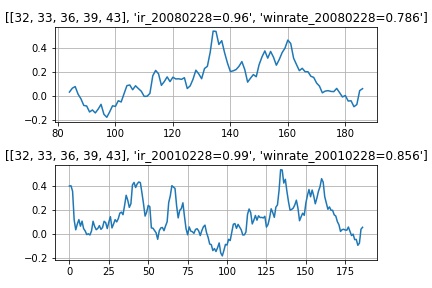 [[32, 33, 36, 39, 43], 'ir_20080228=0.96', 'winrate_20080228=0.786']
0.4
0.2
0.0
−0.2
80 100 120 140 160 180
[[32, 33, 36, 39, 43], 'ir_20010228=0.99', 'winrate_20010228=0.856']
0.4
0.2
0.0
−0.2
0 25 50 75 100 125 150 175